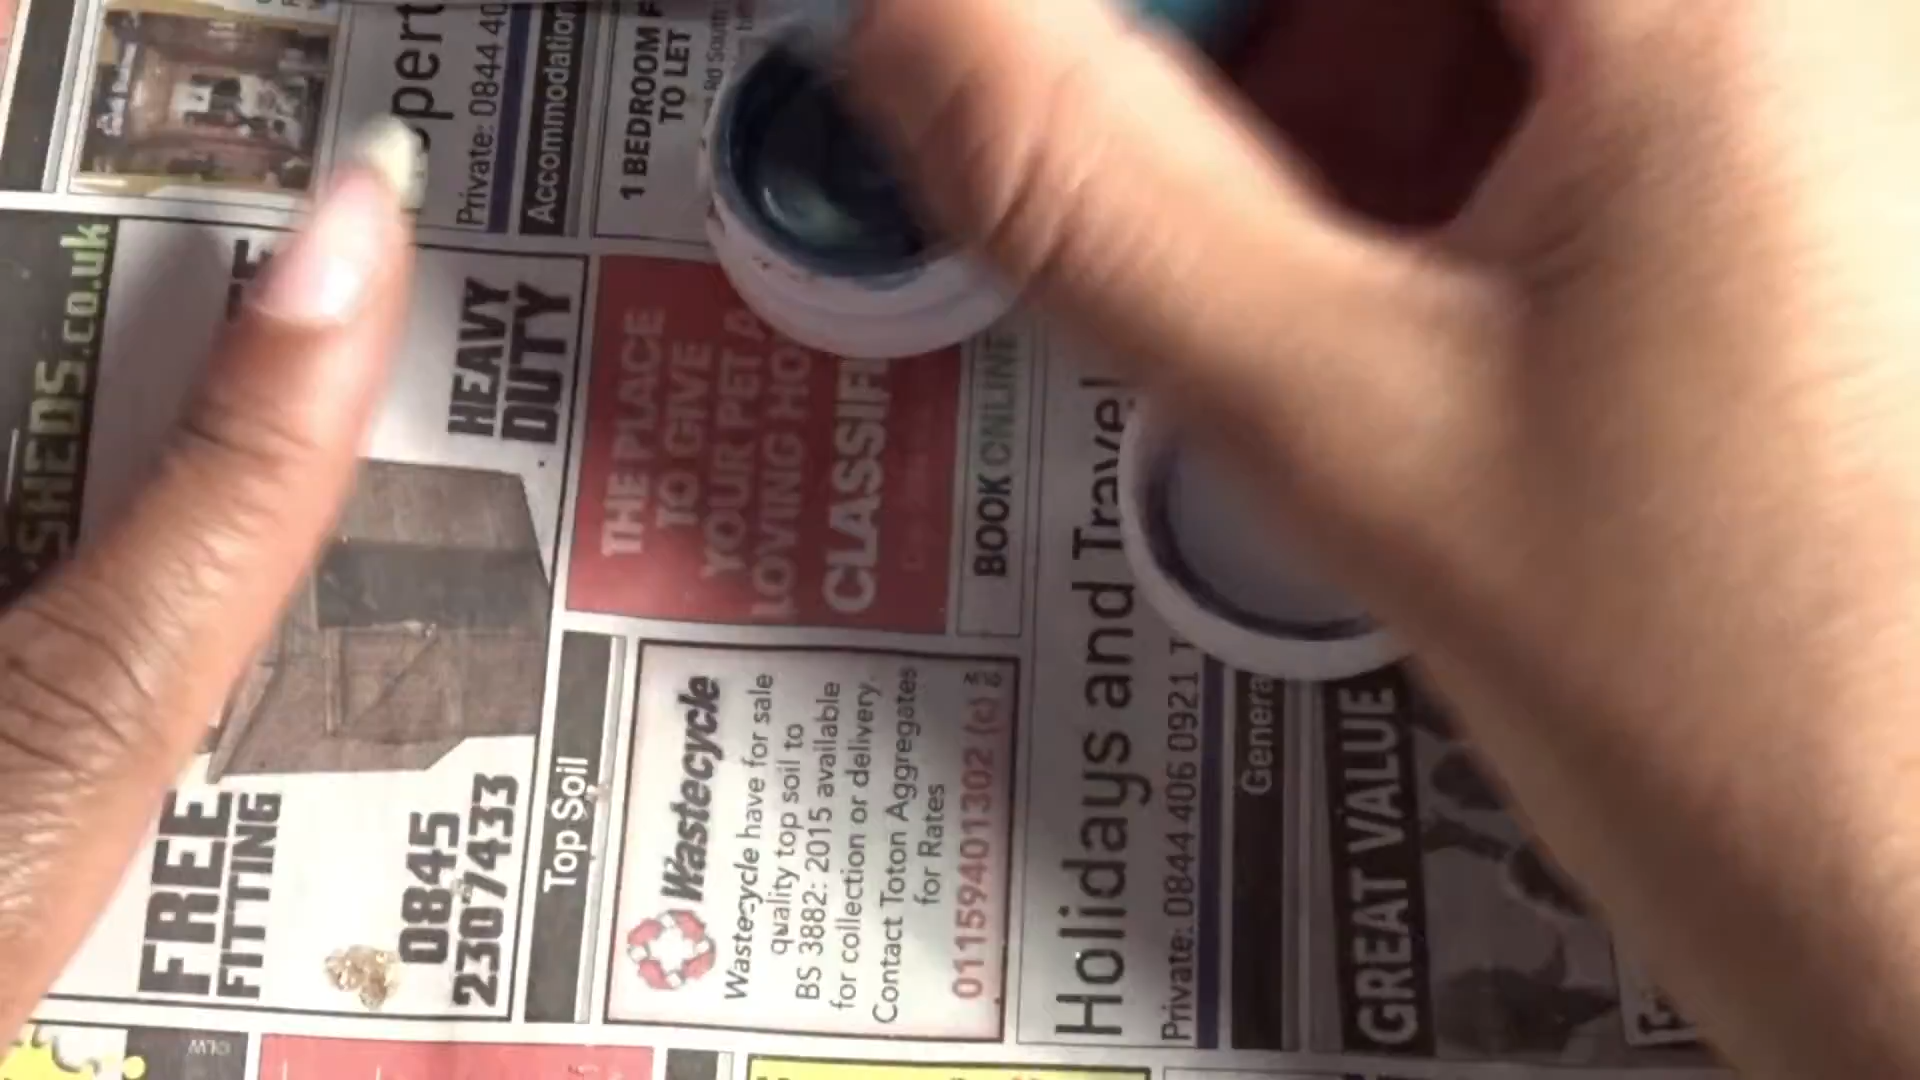 Private: 0844 40
Accommodation
1 BEDROOM
TO LET
SHEDS.co.uk
HEAVY
DUTY
FREE
FITTING
0845
2307433
THE PLACE
TO GIVE
YOUR PET A
LOVING HO
CLASSIFI
BOOK ONLINE
Top Soil
Wastecycle
Wastecycle have for sale
quality top soil to
BS 3882: 2015 available
for collection or delivery.
Contact Toton Aggregates
for Rates
01159401302 (c)
Holidays and Travel
Private: 0844 406 0921 T
Genera
GREAT VALUE
CLW